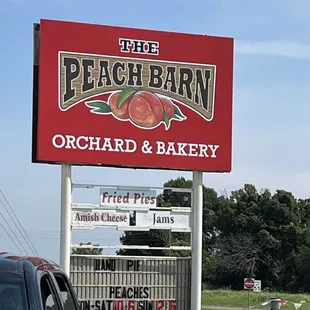 THE
PEACH BARN
ORCHARD & BAKERY
Fried Pies
Amish Cheese Jams
PEACHES